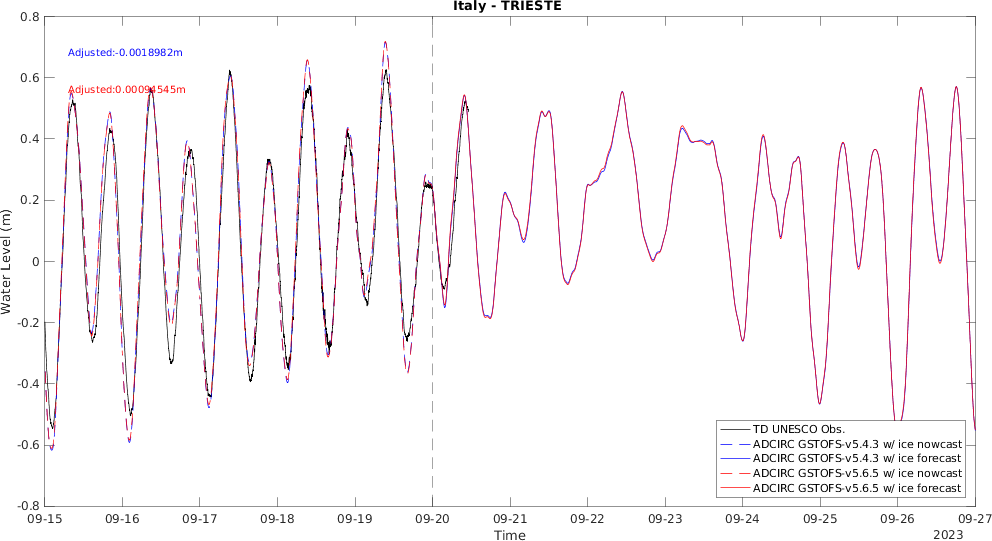 Italy - TRIESTE
Adjusted:-0.0018982m
Adjusted:0.00094545m
Water Level (m)
0.8
0.6
0.4
0.2
0
-0.2
-0.4
-0.6
-0.8
TD UNESCO Obs.
ADCIRC GSTOFS-v5.4.3 w/ ice nowcast
ADCIRC GSTOFS-v5.4.3 w/ ice forecast
ADCIRC GSTOFS-v5.6.5 w/ ice nowcast
ADCIRC GSTOFS-v5.6.5 w/ ice forecast
09-15 09-16 09-17 09-18 09-19 09-20 09-21 09-22 09-23 09-24 09-25 09-26 09-27
Time
2023